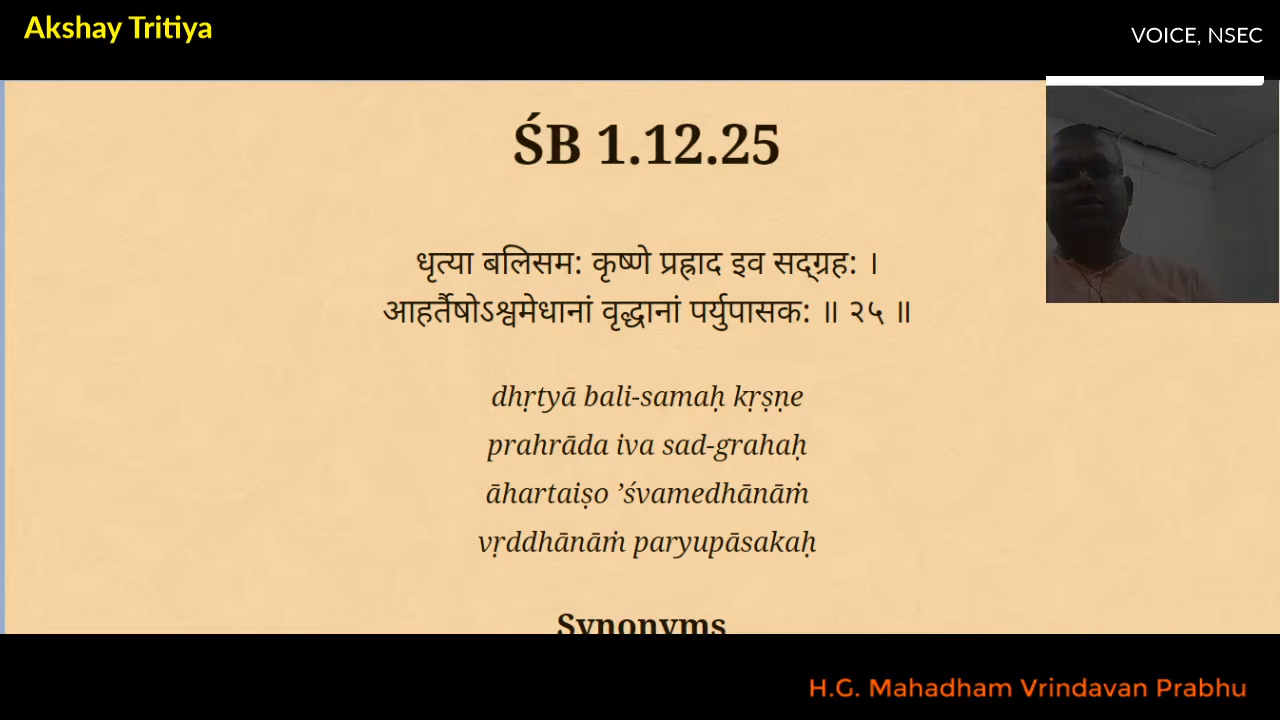 Akshay Tritiya
VOICE, NSEC
ŚB 1.12.25
धृत्या बलिसम: कृष्णे प्रह्राद इव सद्ग्रह: ।
आहर्तैषोऽश्वमेधानां वृद्धानां पर्युपासक: ॥ २५ ॥
dhṛtyā bali-samaḥ kṛṣṇe
prahrāda iva sad-grahaḥ
āhartaiṣo ’śvamedhānāṁ
vṛddhānāṁ paryupāsakaḥ
Synonyms
H.G. Mahadham Vrindavan Prabhu